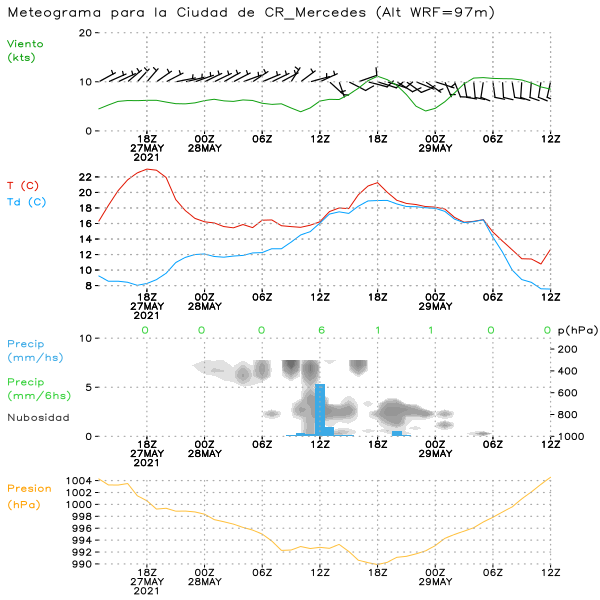 Meteograma para la Ciudad de CR_Mercedes (Alt WRF=97m)
Viento
(kts)
20
10
0
18Z 00Z 06Z 12Z 18Z 00Z 06Z 12Z
27MAY 28MAY 29MAY
2021
T (C)
Td (C)
22
20
18
16
14
12
10
8
18Z 00Z 06Z 12Z 18Z 00Z 06Z 12Z
27MAY 28MAY 29MAY
2021
0 0 0 6 1 1 0 0
Precip
(mm/hs)
Precip
(mm/6hs)
Nubosidad
10
5
0
p(hPa)
200
400
600
800
1000
18Z 00Z 06Z 12Z 18Z 00Z 06Z 12Z
27MAY 28MAY 29MAY
2021
Presion
(hPa)
1004
1002
1000
998
996
994
992
990
18Z 00Z 06Z 12Z 18Z 00Z 06Z 12Z
27MAY 28MAY 29MAY
2021